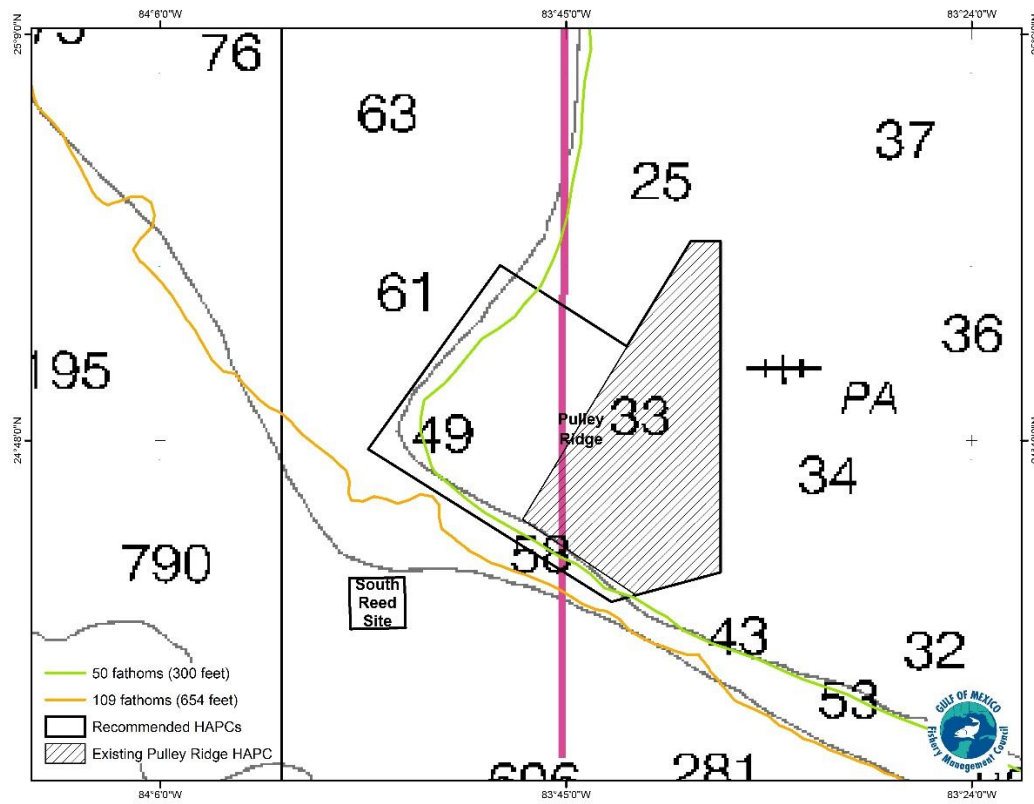 84°6'0"W
83°45'0"W
83°24'0"W
25°9'0"N
76
63
37
25
61
36
195
33
Pulley
Ridge
PA
49
24°48'0"N
34
58
790
South
Reed
Site
43
32
53
50 fathoms (300 feet)
109 fathoms (654 feet)
Recommended HAPCs
Existing Pulley Ridge HAPC
GULF OF MEXICO
Fishery Management Council
281
84°6'0"W
83°45'0"W
83°24'0"W